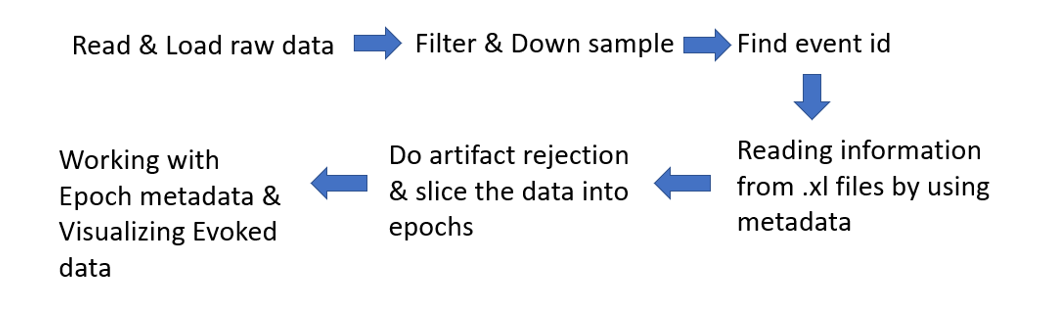 Read & Load raw data
Filter & Down sample
Find event id
Reading information
from .xl files by using
metadata
Do artifact rejection
& slice the data into
epochs
Working with
Epoch metadata &
Visualizing Evoked
data